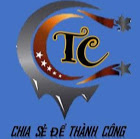 TC
CHIA SẺ ĐỂ THÀNH CÔNG